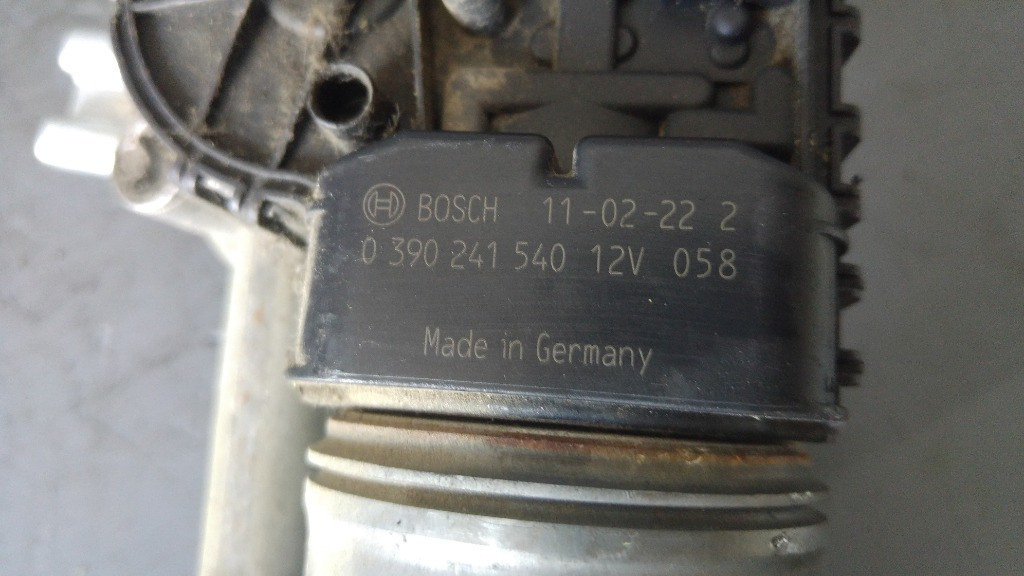 BOSCH 11-02-22 2
0 390 241 540 12V 058
Made in Germany